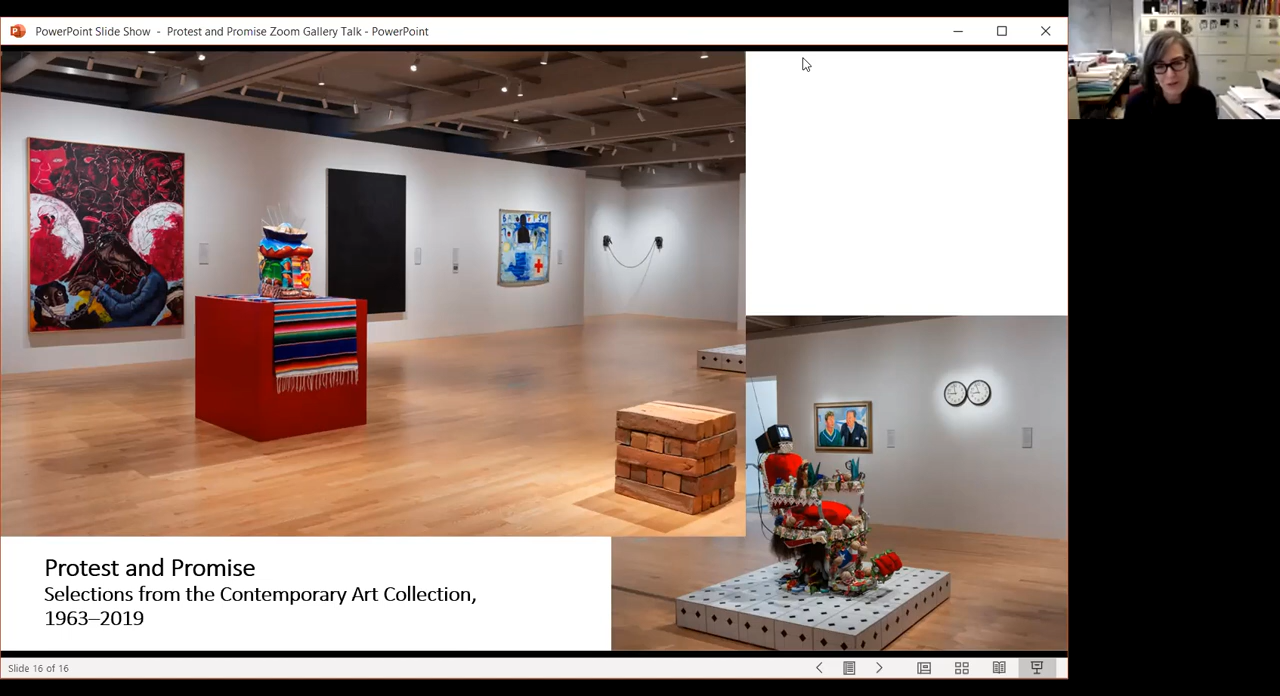 PowerPoint Slide Show - Protest and Promise Zoom Gallery Talk - PowerPoint
Protest and Promise
Selections from the Contemporary Art Collection,
1963–2019
Slide 16 of 16